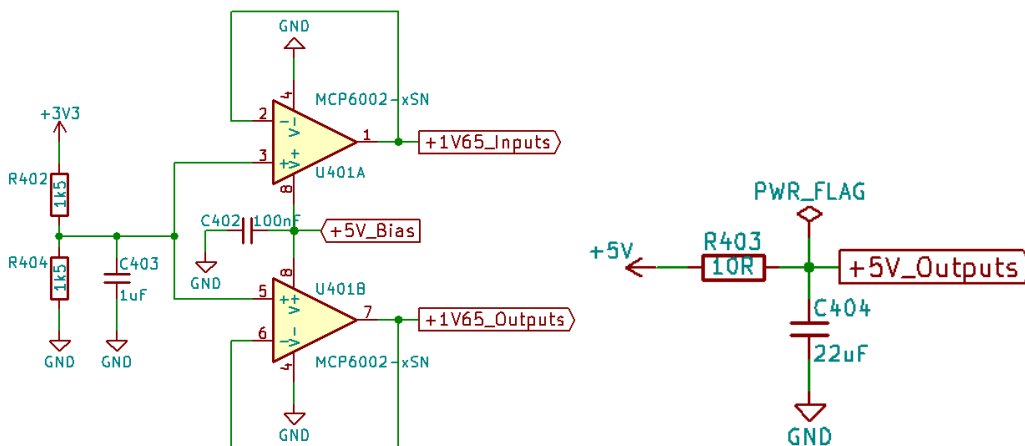 GND
4
MCP6002-xSN
2
-
V-
1
+1V65_Inputs
+3V3
3
+
V+
U401A
R402
1k5
8
C402
100nF
+5V_Bias
R404
1k5
C403
1uF
GND
8
U401B
5
+
V+
7
+1V65_Outputs
6
-
V-
MCP6002-xSN
4
GND
GND
GND
PWR_FLAG
+5V
R403
10R
+5V_Outputs
C404
22uF
GND